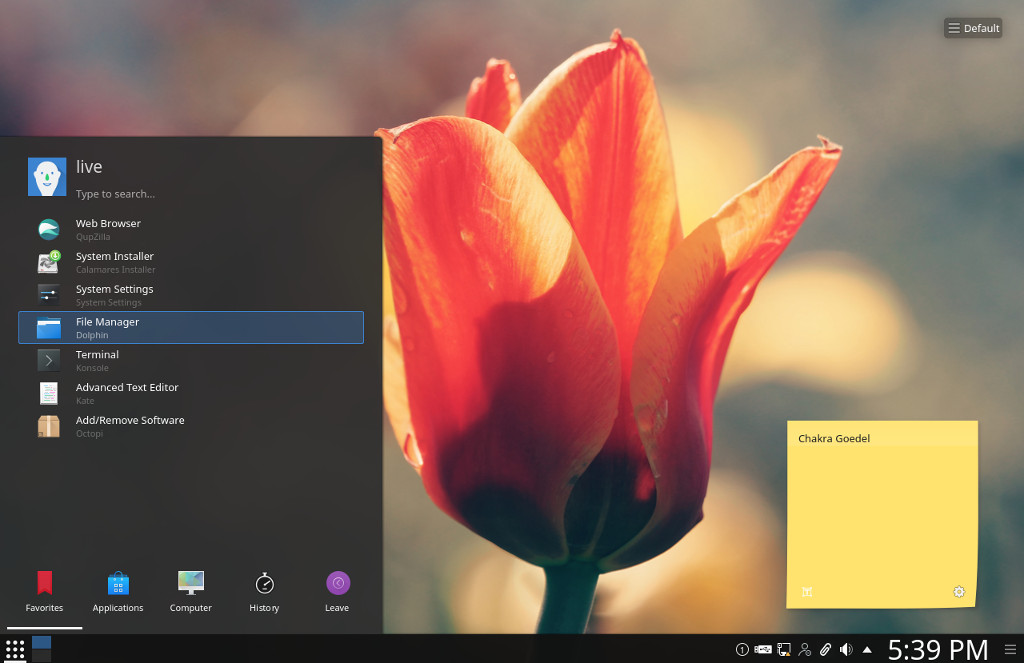 Default
live
Type to search...
Web Browser
QupZilla
System Installer
Calamares Installer
System Settings
System Settings
File Manager
Dolphin
Terminal
Konsole
Advanced Text Editor
Kate
Add/Remove Software
Octopi
Chakra Goedel
Favorites
Applications
Computer
History
Leave
1
5:39 PM